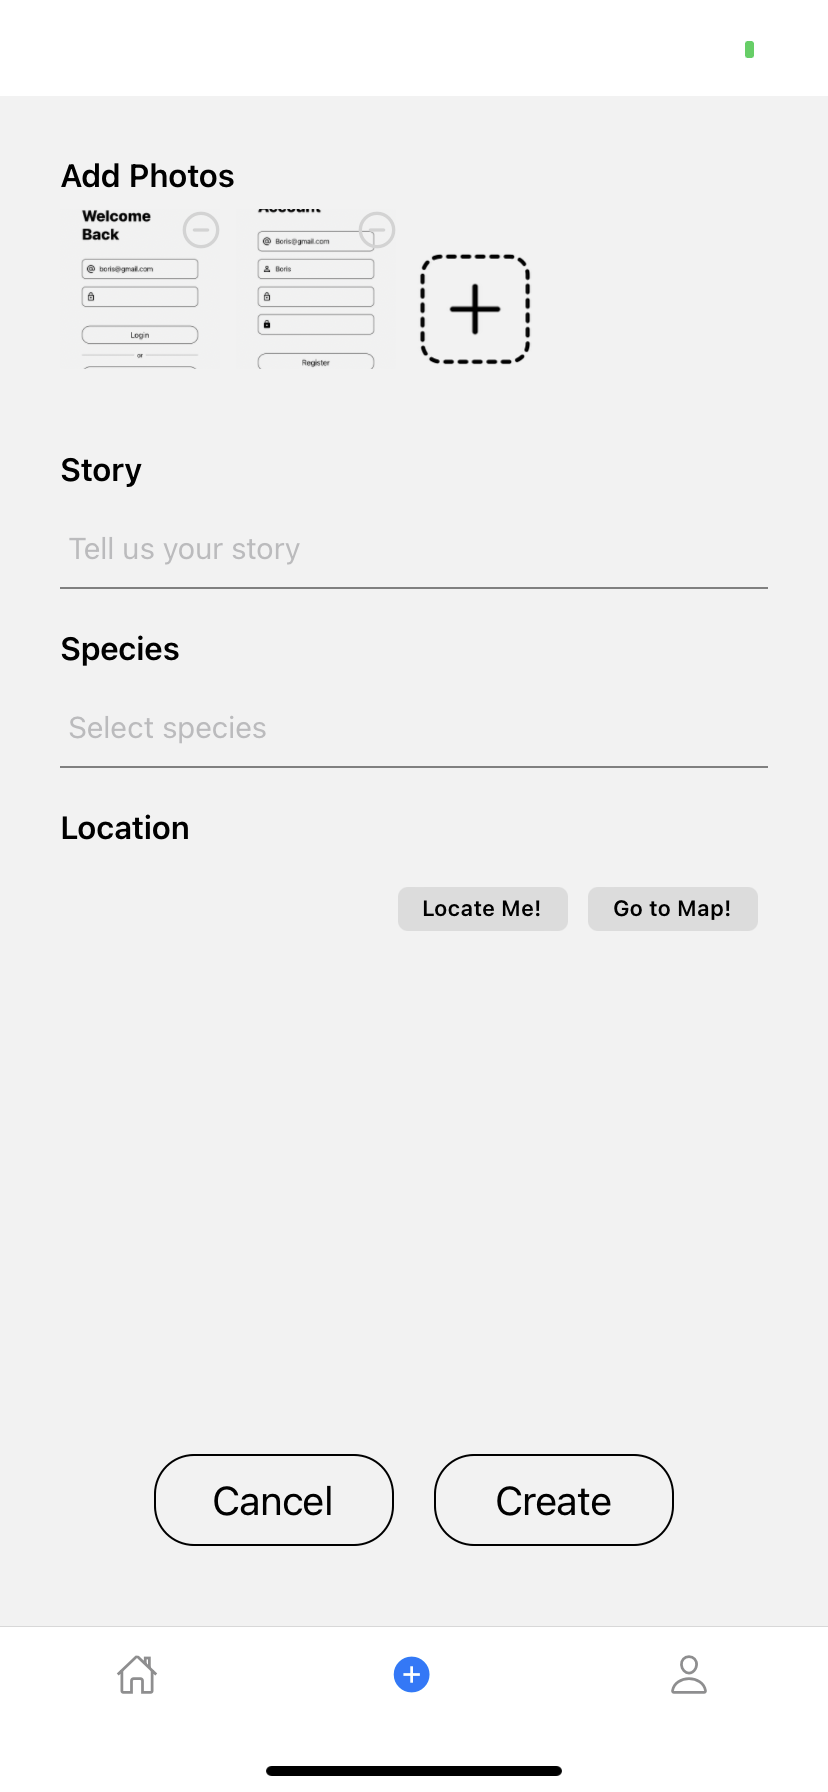 Add Photos
Welcome
Back
boris@gmail.com
Login
or
Account
Boris@gmail.com
Boris
Register
Story
Tell us your story
Species
Select species
Location
Locate Me!
Go to Map!
Cancel
Create